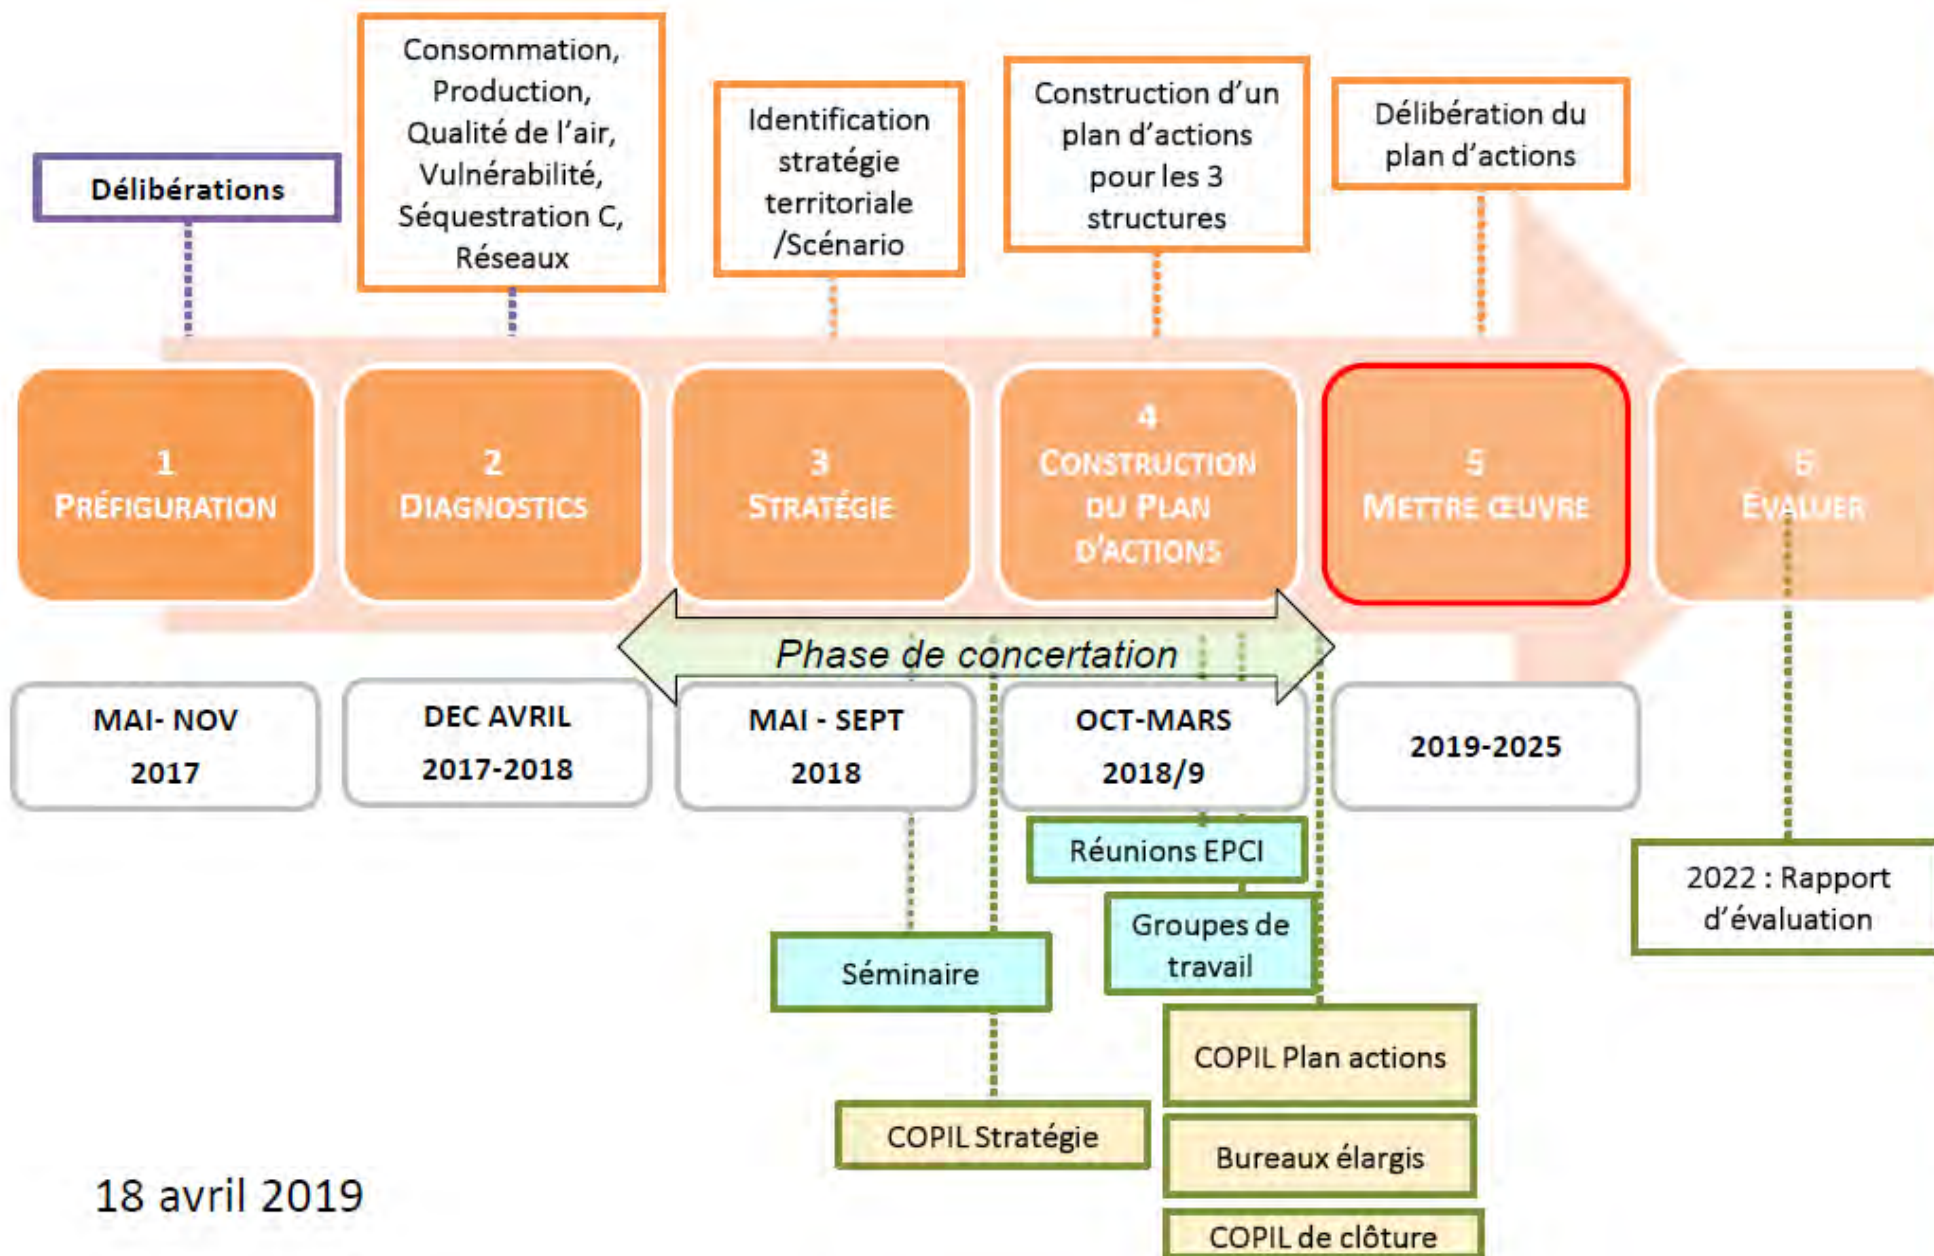 Délibérations
Consommation,
Production,
Qualité de l'air,
Vulnérabilité,
Séquestration C,
Réseaux
Identification
stratégie
territoriale
/Scénario
Construction d'un
plan d'actions
pour les 3
structures
Délibération du
plan d'actions
1
PRÉFIGURATION
2
DIAGNOSTICS
3
STRATÉGIE
4
CONSTRUCTION
DU PLAN
D'ACTIONS
5
METTRE ŒUVRE
6
EVALUER
Phase de concertation
MAI- NOV
2017
DEC AVRIL
2017-2018
MAI - SEPT
2018
OCT-MARS
2018/9
2019-2025
Réunions EPCI
Groupes de
travail
Séminaire
2022 : Rapport
d'évaluation
COPIL Plan actions
COPIL Stratégie
Bureaux élargis
COPIL de clôture
18 avril 2019